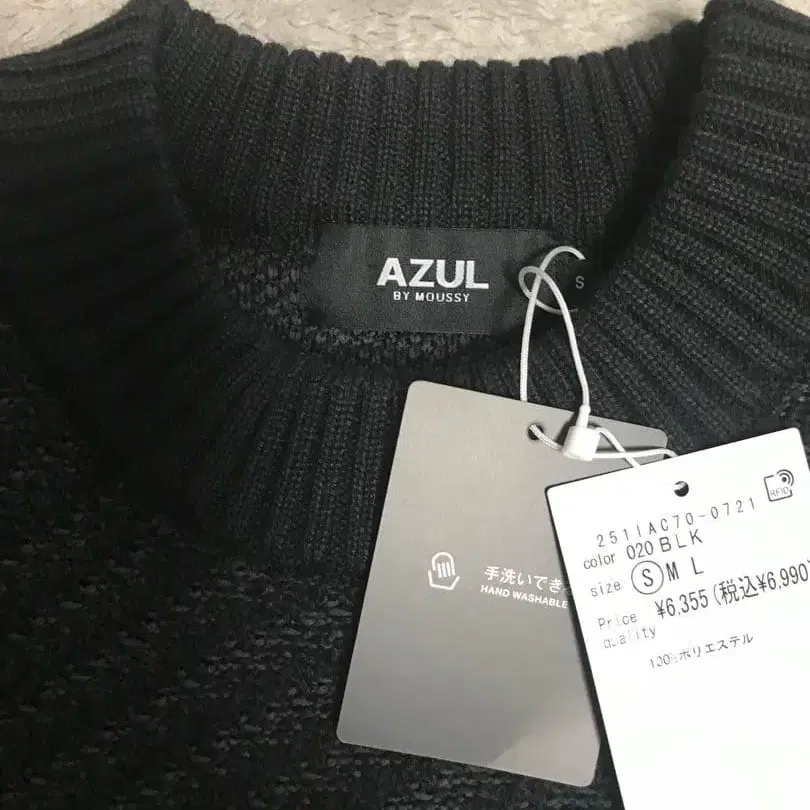 AZUL
BY MOUSSY
S
手洗いでき
HAND WASHABLE
RFID
2511AC70-0721
color 020 BLK
size S M L
Price ¥6,355(税込¥6,990)
quality
100%ポリエステル